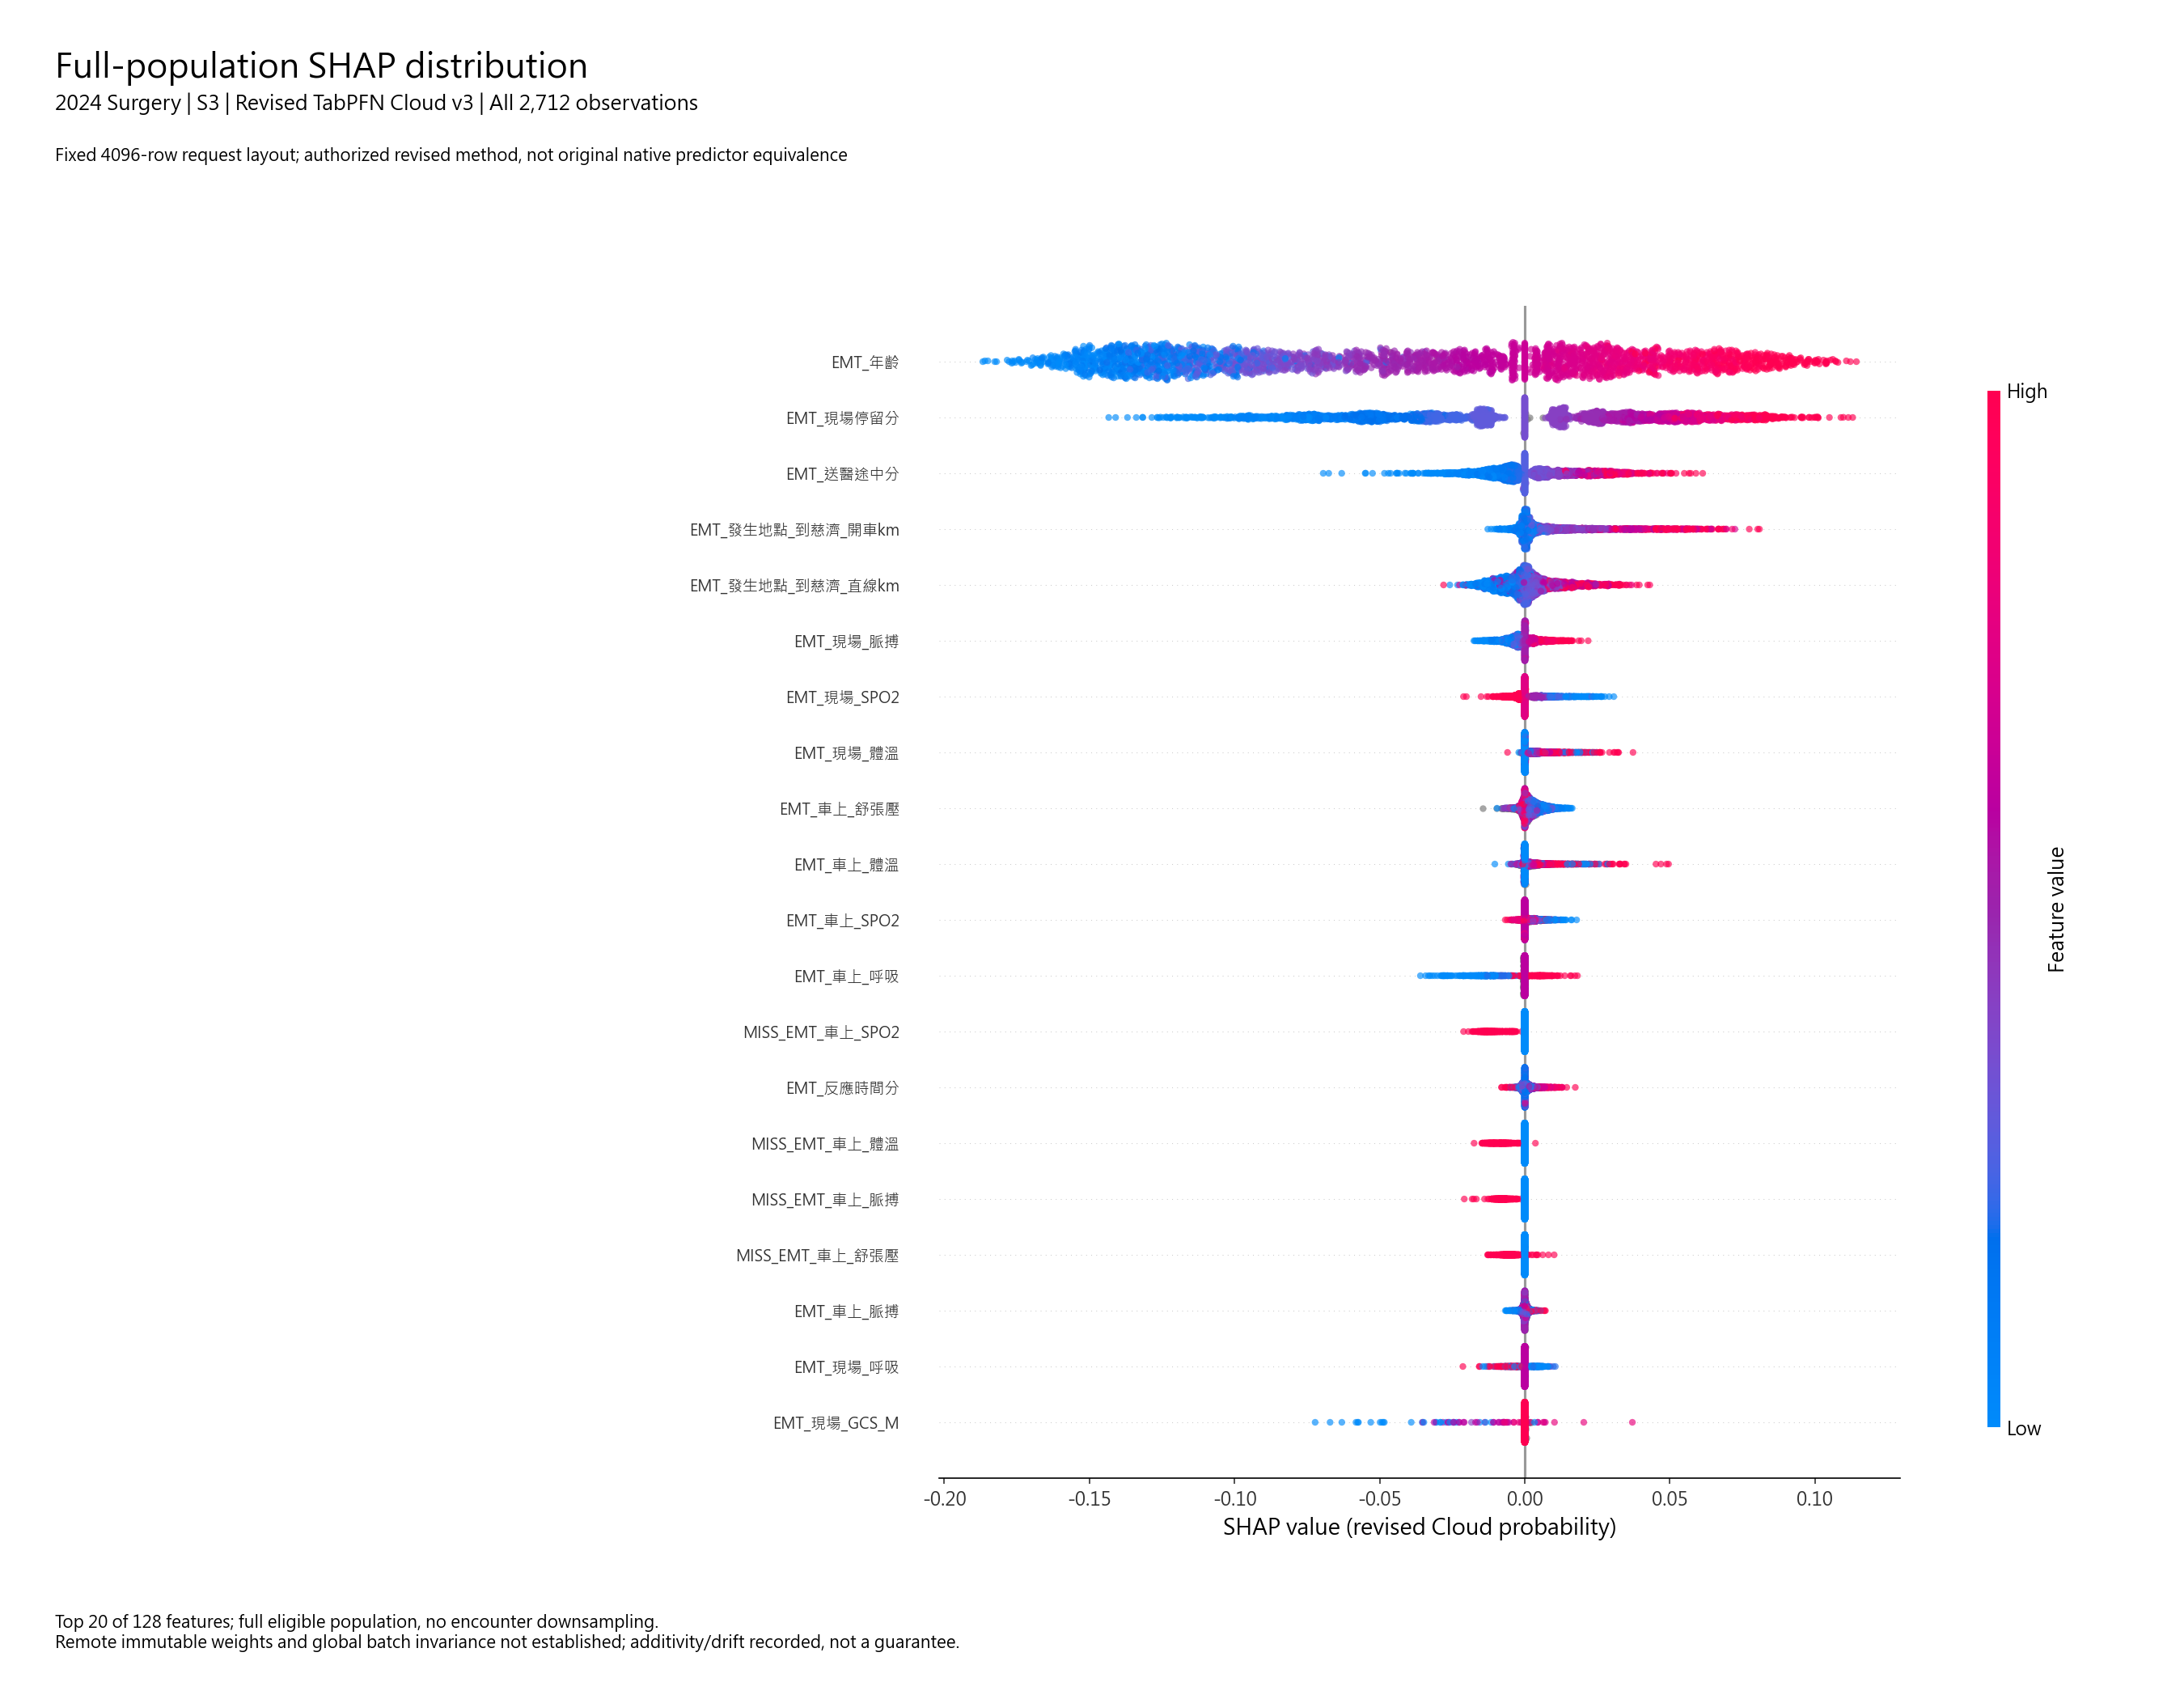 Full-population SHAP distribution
2024 Surgery | S3 | Revised TabPFN Cloud v3 | All 2,712 observations
Fixed 4096-row request layout; authorized revised method, not original native predictor equivalence
EMT_年齡
EMT_現場停留分
EMT_送醫途中分
EMT_發生地點_到慈濟_開車km
EMT_發生地點_到慈濟_直線km
EMT_現場_脈搏
EMT_現場_SPO2
EMT_現場_體溫
EMT_車上_舒張壓
EMT_車上_體溫
EMT_車上_SPO2
EMT_車上_呼吸
MISS_EMT_車上_SPO2
EMT_反應時間分
MISS_EMT_車上_體溫
MISS_EMT_車上_脈搏
MISS_EMT_車上_舒張壓
EMT_車上_脈搏
EMT_現場_呼吸
EMT_現場_GCS_M
-0.20 -0.15 -0.10 -0.05 0.00 0.05 0.10
SHAP value (revised Cloud probability)
High
Feature value
Low
Top 20 of 128 features; full eligible population, no encounter downsampling.
Remote immutable weights and global batch invariance not established; additivity/drift recorded, not a guarantee.